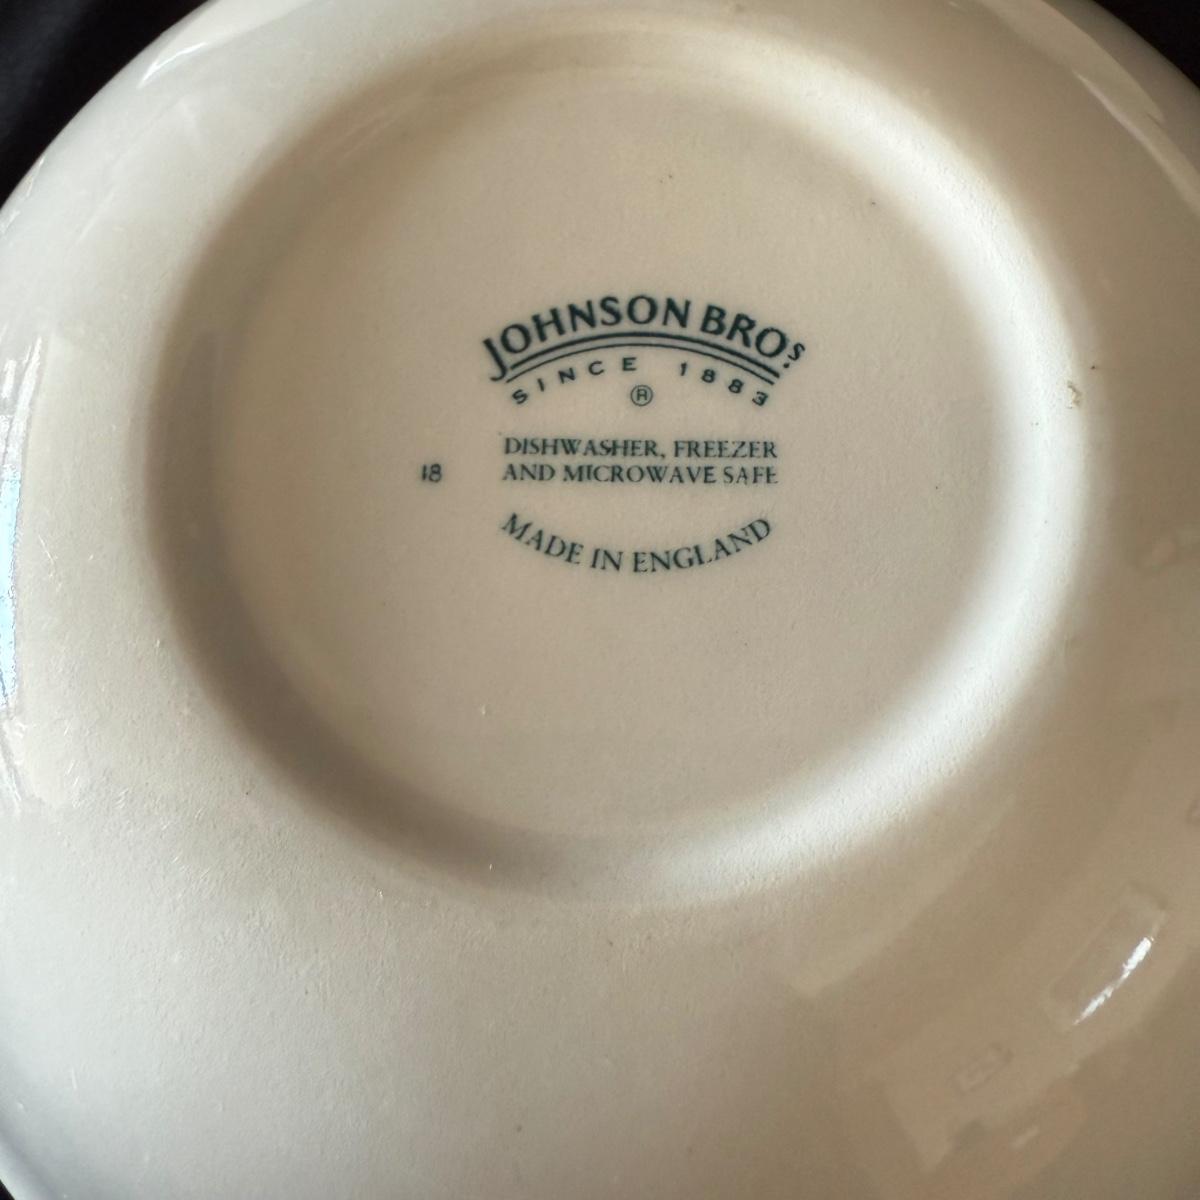 JOHNSON BROS.
SINCE 1883
®
DISHWASHER, FREEZER
18 AND MICROWAVE SAFE
MADE IN ENGLAND